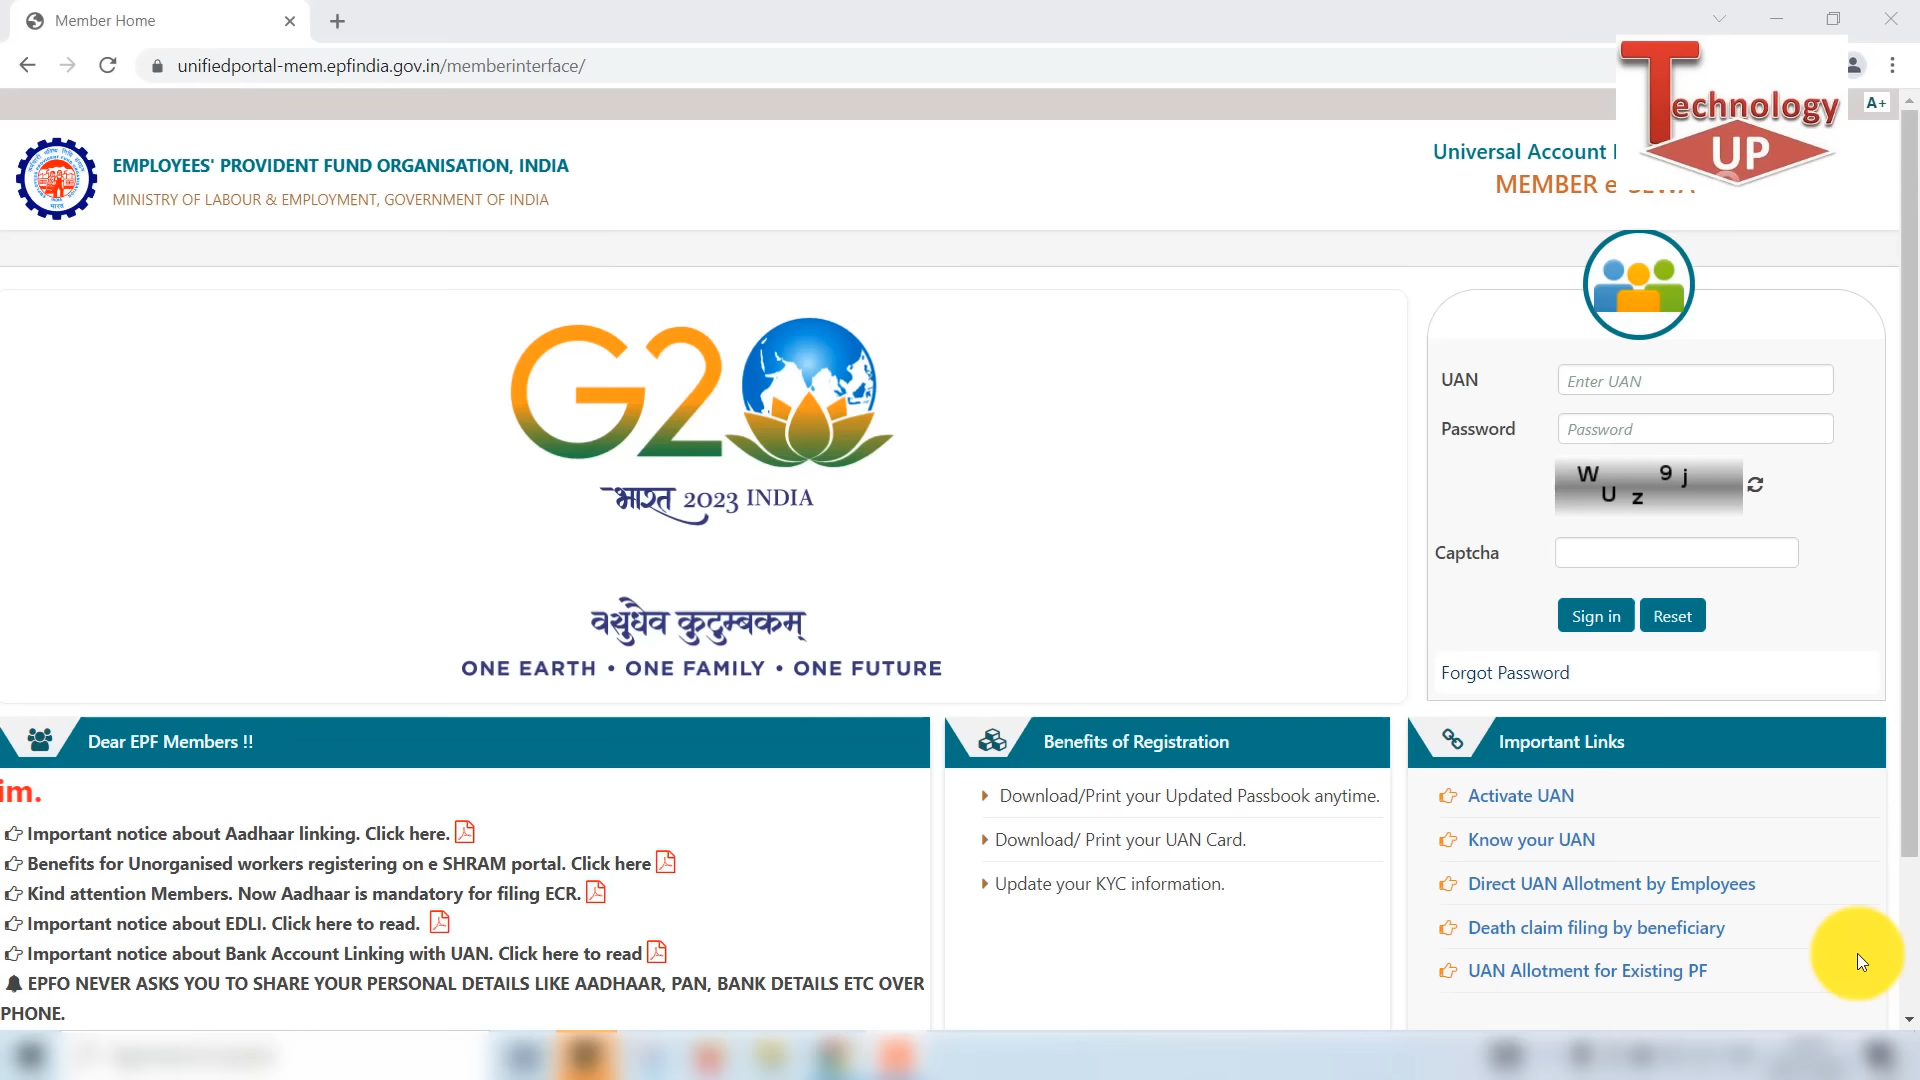 Member Home
unifiedportal-mem.epfindia.gov.in/memberinterface/
Technology
UP
A+
EMPLOYEES' PROVIDENT FUND ORGANISATION, INDIA
MINISTRY OF LABOUR & EMPLOYMENT, GOVERNMENT OF INDIA
Universal Account
MEMBER e-SEWA
G20
भारत 2023 INDIA
वसुधैव कुटुम्बकम्
ONE EARTH • ONE FAMILY • ONE FUTURE
UAN
Enter UAN
Password
Password
W U z 9 j
Captcha
Sign in
Reset
Forgot Password
Dear EPF Members !!
im.
Important notice about Aadhaar linking. Click here.
Benefits for Unorganised workers registering on e SHRAM portal. Click here
Kind attention Members. Now Aadhaar is mandatory for filing ECR.
Important notice about EDLI. Click here to read.
Important notice about Bank Account Linking with UAN. Click here to read
EPFO NEVER ASKS YOU TO SHARE YOUR PERSONAL DETAILS LIKE AADHAAR, PAN, BANK DETAILS ETC OVER
PHONE.
Benefits of Registration
Download/Print your Updated Passbook anytime.
Download/ Print your UAN Card.
Update your KYC information.
Important Links
Activate UAN
Know your UAN
Direct UAN Allotment by Employees
Death claim filing by beneficiary
UAN Allotment for Existing PF